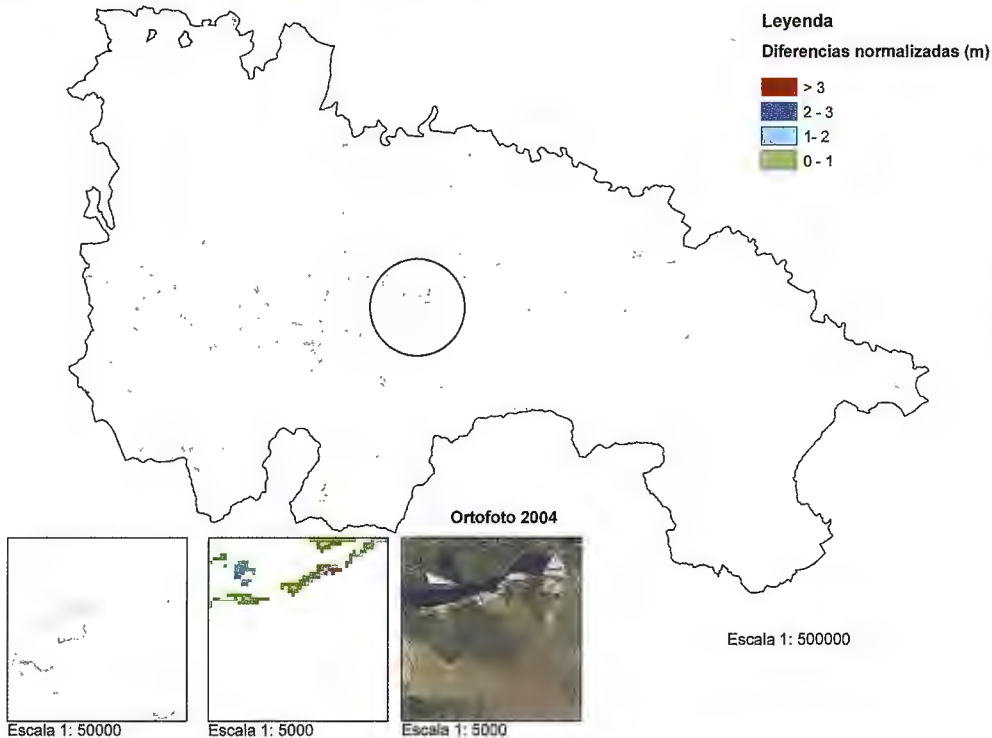 Leyenda
Diferencias normalizadas (m)
> 3
2 - 3
1- 2
0 - 1
Ortofoto 2004
Escala 1: 500000
Escala 1: 50000
Escala 1: 5000
Escala 1: 5000